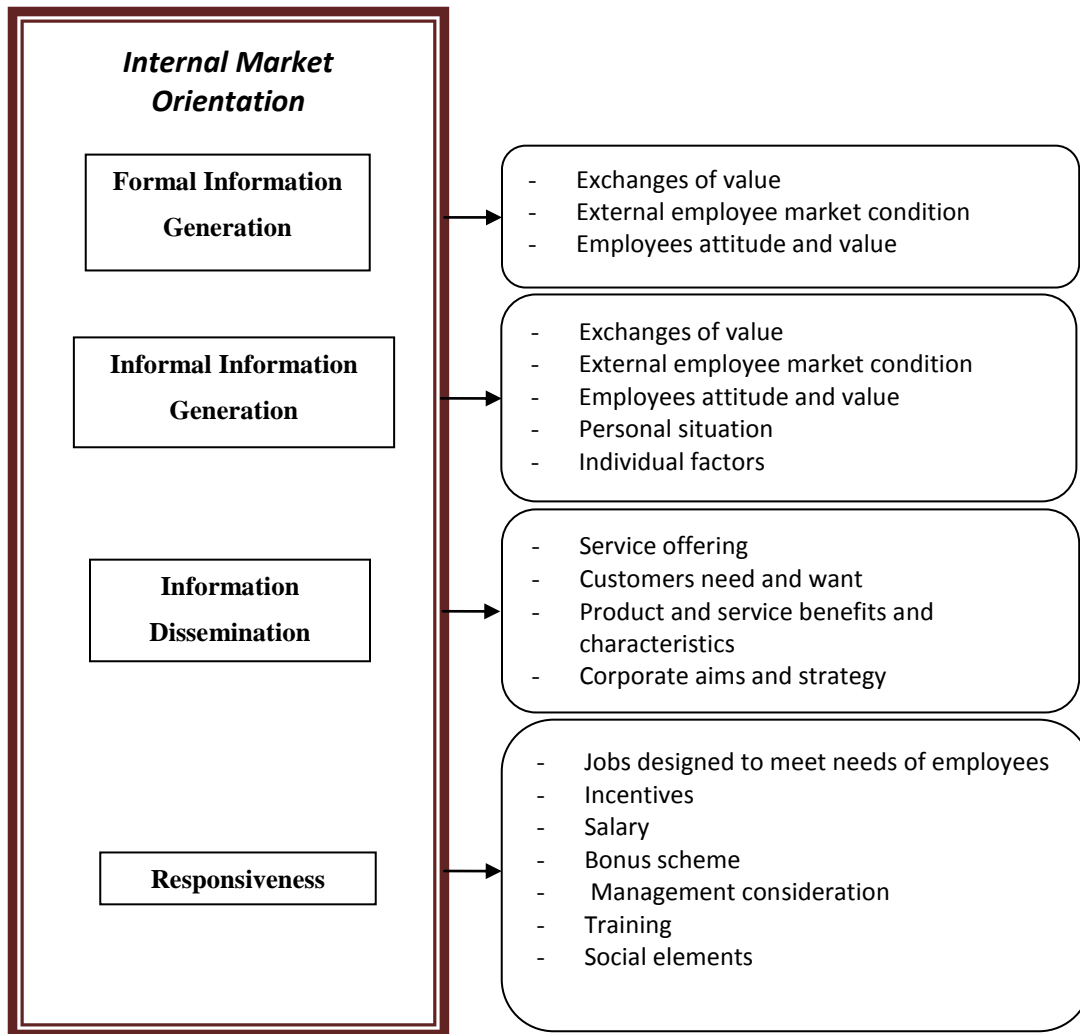 Internal Market
Orientation
Formal Information
Generation
- Exchanges of value
- External employee market condition
- Employees attitude and value
Informal Information
Generation
- Exchanges of value
- External employee market condition
- Employees attitude and value
- Personal situation
- Individual factors
Information
Dissemination
- Service offering
- Customers need and want
- Product and service benefits and
characteristics
- Corporate aims and strategy
Responsiveness
- Jobs designed to meet needs of employees
- Incentives
- Salary
- Bonus scheme
- Management consideration
- Training
- Social elements